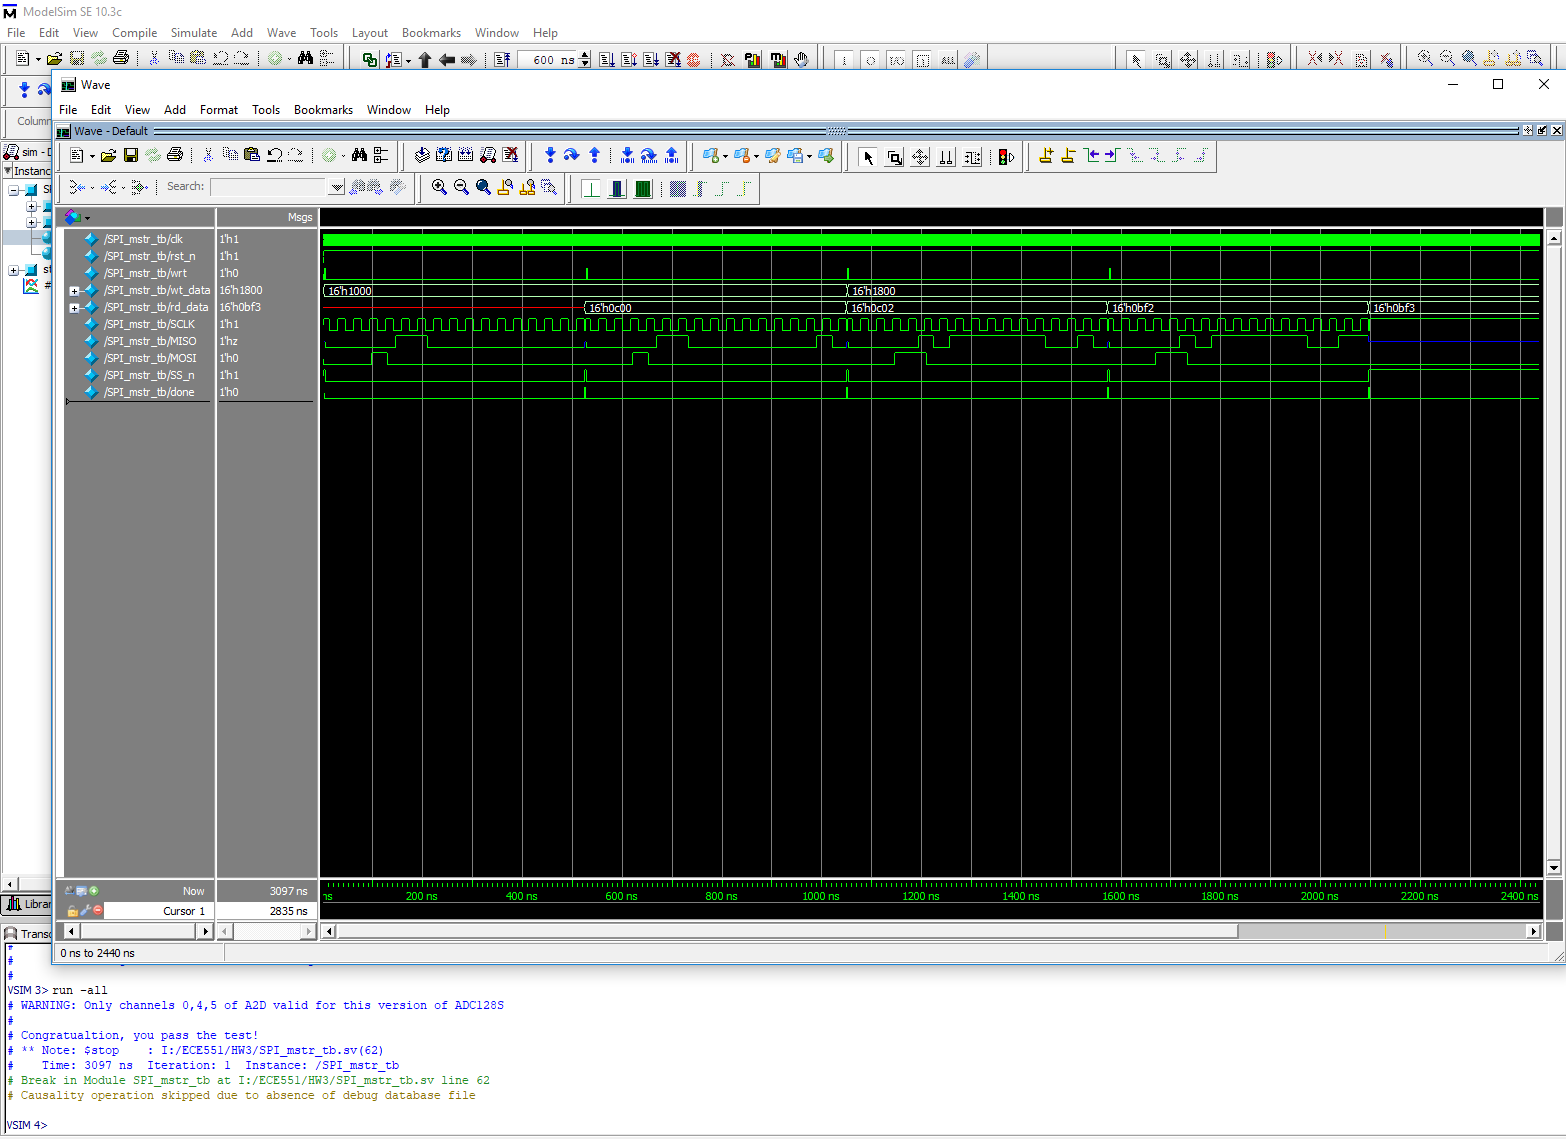 ModelSim SE 10.3c
File Edit View Compile Simulate Add Wave Tools Layout Bookmarks Window Help
600 ns
Wave
File Edit View Add Format Tools Bookmarks Window Help
Colum
Wave - Default
sim - D
Instanc
Search:
Msgs
/SPI_mstr_tb/clk 1'h1
/SPI_mstr_tb/rst_n 1'h1
/SPI_mstr_tb/wrt 1'h0
/SPI_mstr_tb/wt_data 16'h1800 16'h1000 16'h1800
/SPI_mstr_tb/rd_data 16'h0bf3 16'h0c00 16'h0c02 16'h0bf2 16'h0bf3
/SPI_mstr_tb/SCLK 1'h1
/SPI_mstr_tb/MISO 1'hz
/SPI_mstr_tb/MOSI 1'h0
/SPI_mstr_tb/SS_n 1'h1
/SPI_mstr_tb/done 1'h0
Now 3097 ns
ns 200 ns 400 ns 600 ns 800 ns 1000 ns 1200 ns 1400 ns 1600 ns 1800 ns 2000 ns 2200 ns 2400 ns
Cursor 1 2835 ns
Librar
Transc
0 ns to 2440 ns
#
#
#
VSIM 3> run -all
# WARNING: Only channels 0,4,5 of A2D valid for this version of ADC128S
#
# Congratualtion, you pass the test!
# ** Note: $stop : I:/ECE551/HW3/SPI_mstr_tb.sv(62)
# Time: 3097 ns Iteration: 1 Instance: /SPI_mstr_tb
# Break in Module SPI_mstr_tb at I:/ECE551/HW3/SPI_mstr_tb.sv line 62
# Causality operation skipped due to absence of debug database file
VSIM 4>